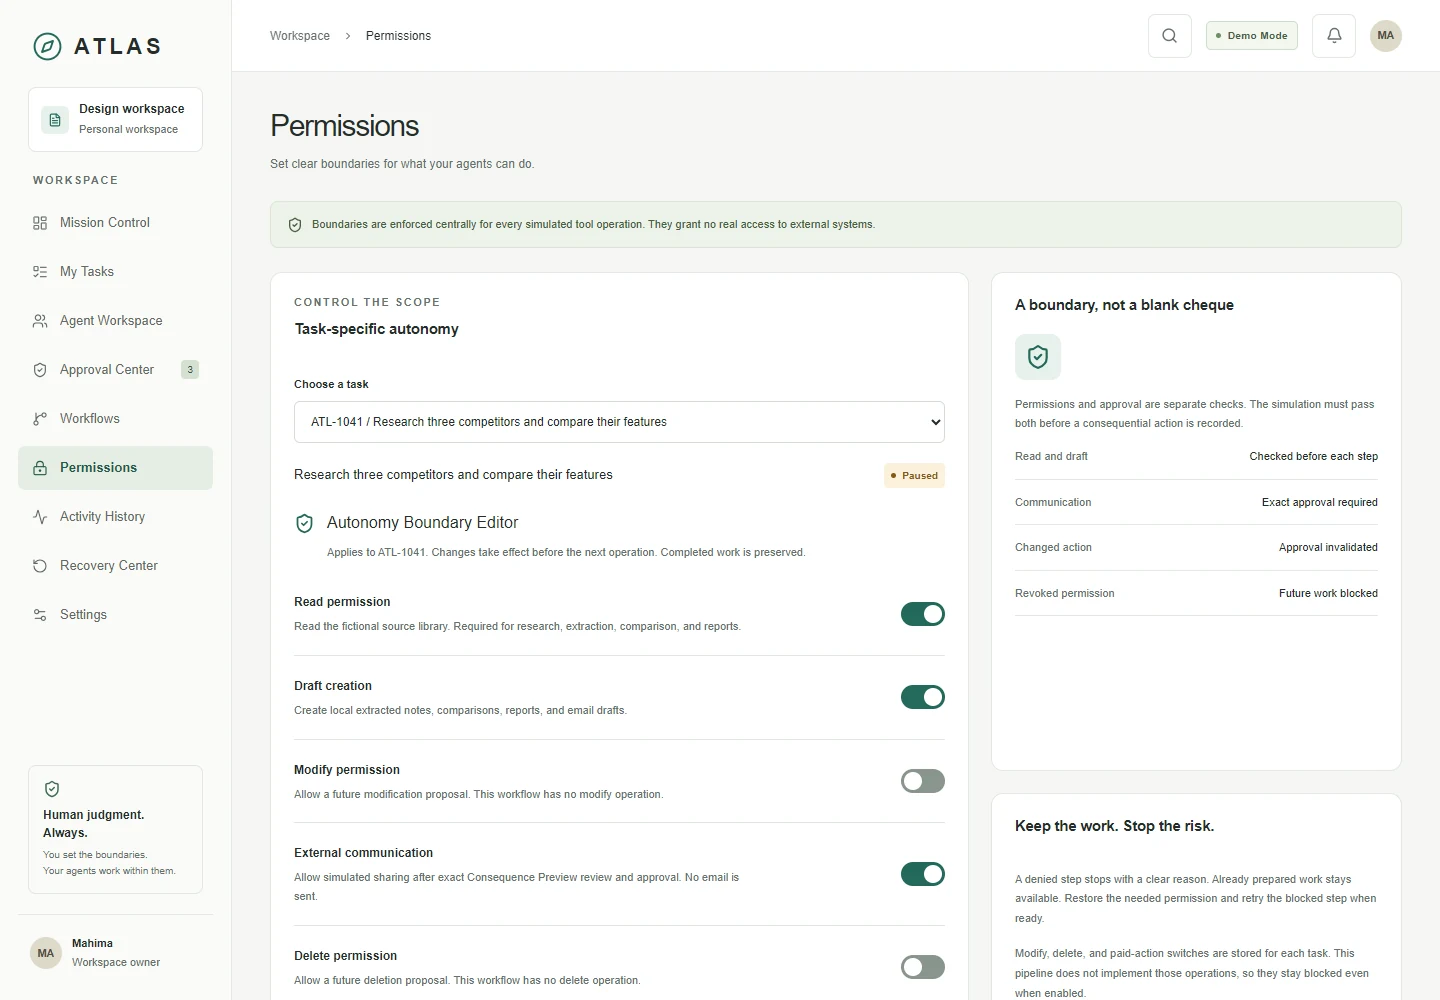 ATLAS
Design workspace
Personal workspace
WORKSPACE
Mission Control
My Tasks
Agent Workspace
Approval Center
3
Workflows
Permissions
Activity History
Recovery Center
Settings
Human judgment.
Always.
You set the boundaries.
Your agents work within them.
MA
Mahima
Workspace owner
Workspace
Permissions
Demo Mode
MA
Permissions
Set clear boundaries for what your agents can do.
Boundaries are enforced centrally for every simulated tool operation. They grant no real access to external systems.
CONTROL THE SCOPE
Task-specific autonomy
Choose a task
ATL-1041 / Research three competitors and compare their features
Research three competitors and compare their features
Paused
Autonomy Boundary Editor
Applies to ATL-1041. Changes take effect before the next operation. Completed work is preserved.
Read permission
Read the fictional source library. Required for research, extraction, comparison, and reports.
Draft creation
Create local extracted notes, comparisons, reports, and email drafts.
Modify permission
Allow a future modification proposal. This workflow has no modify operation.
External communication
Allow simulated sharing after exact Consequence Preview review and approval. No email is
sent.
Delete permission
Allow a future deletion proposal. This workflow has no delete operation.
A boundary, not a blank cheque
Permissions and approval are separate checks. The simulation must pass
both before a consequential action is recorded.
Read and draft
Checked before each step
Communication
Exact approval required
Changed action
Approval invalidated
Revoked permission
Future work blocked
Keep the work. Stop the risk.
A denied step stops with a clear reason. Already prepared work stays
available. Restore the needed permission and retry the blocked step when
ready.
Modify, delete, and paid-action switches are stored for each task. This
pipeline does not implement those operations, so they stay blocked even
when enabled.